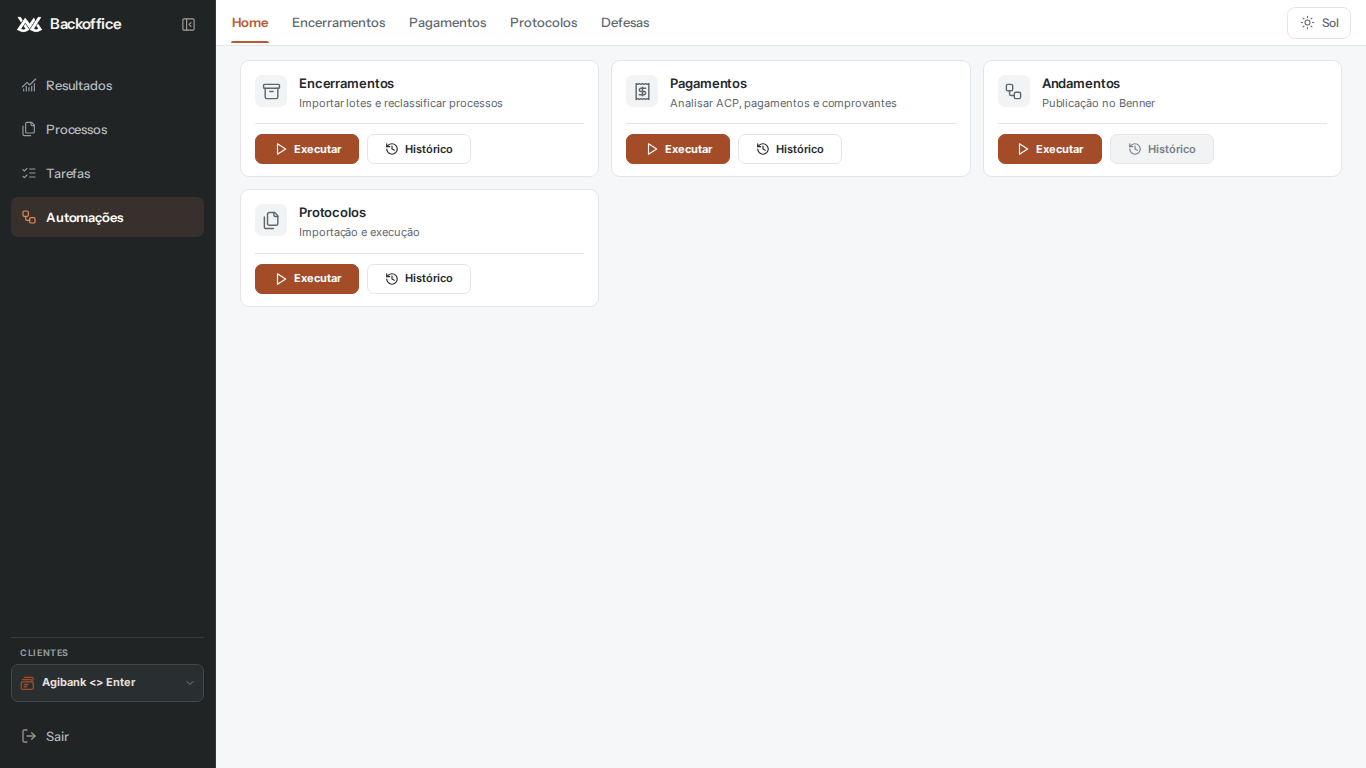 Backoffice
Resultados
Processos
Tarefas
Automações
CLIENTES
Agibank <> Enter
Sair
Home Encerramentos Pagamentos Protocolos Defesas
Sol
Encerramentos
Importar lotes e reclassificar processos
Executar Histórico
Pagamentos
Analisar ACP, pagamentos e comprovantes
Executar Histórico
Andamentos
Publicação no Benner
Executar Histórico
Protocolos
Importação e execução
Executar Histórico